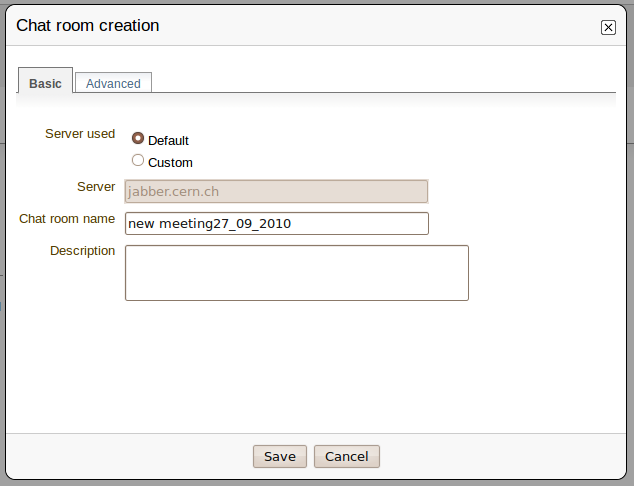 Chat room creation
Basic
Advanced
Server used
Default
Custom
Server
jabber.cern.ch
Chat room name
new meeting27_09_2010
Description
Save
Cancel